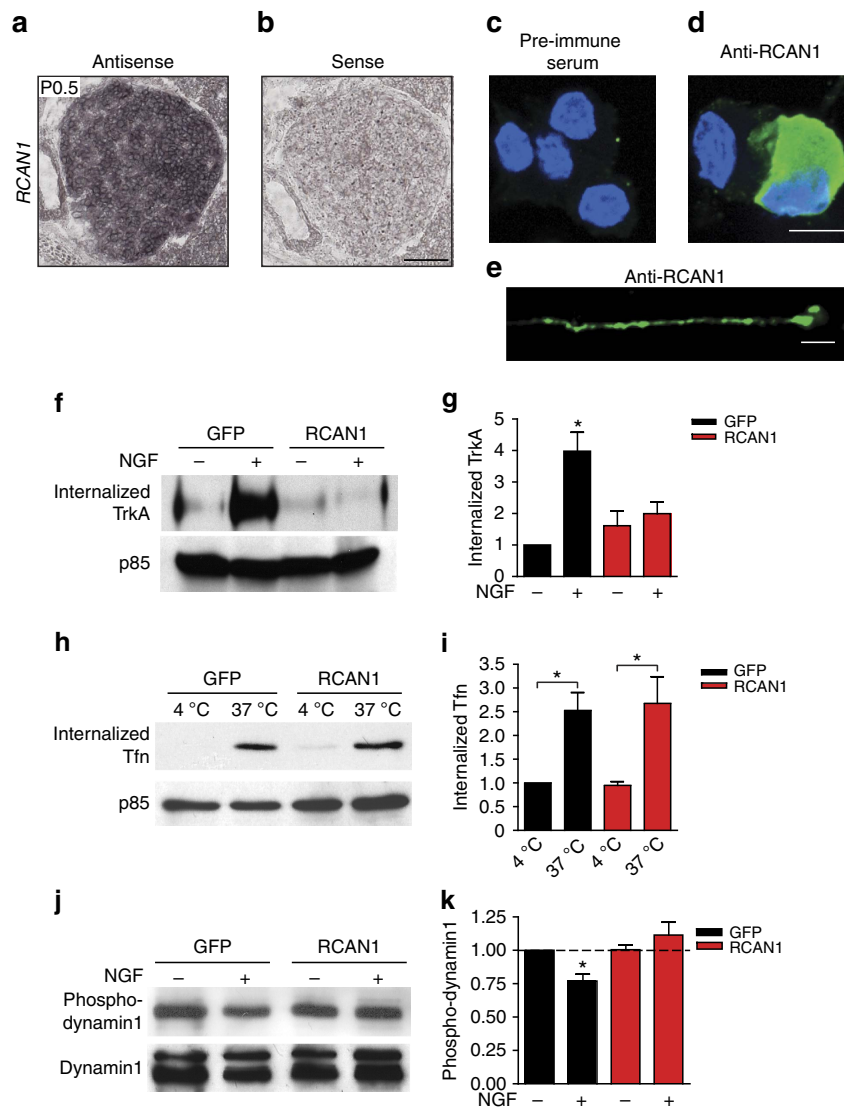 a
Antisense
P0.5
RCAN1
b
Sense
c
Pre-immune
serum
d
Anti-RCAN1
e
Anti-RCAN1
f
GFP RCAN1
NGF – + – +
Internalized
TrkA
p85
g
Internalized TrkA
5
4
3
2
1
0
*
GFP
RCAN1
NGF – + – +
h
GFP RCAN1
4 °C 37 °C 4 °C 37 °C
Internalized
Tfn
p85
i
Internalized Tfn
3.5
3.0
2.5
2.0
1.5
1.0
0.5
0
* *
GFP
RCAN1
4 °C 37 °C 4 °C 37 °C
j
GFP RCAN1
NGF – + – +
Phospho-
dynamin1
Dynamin1
k
Phospho-dynamin1
1.25
1.00
0.75
0.50
0.25
0.00
*
GFP
RCAN1
NGF – + – +